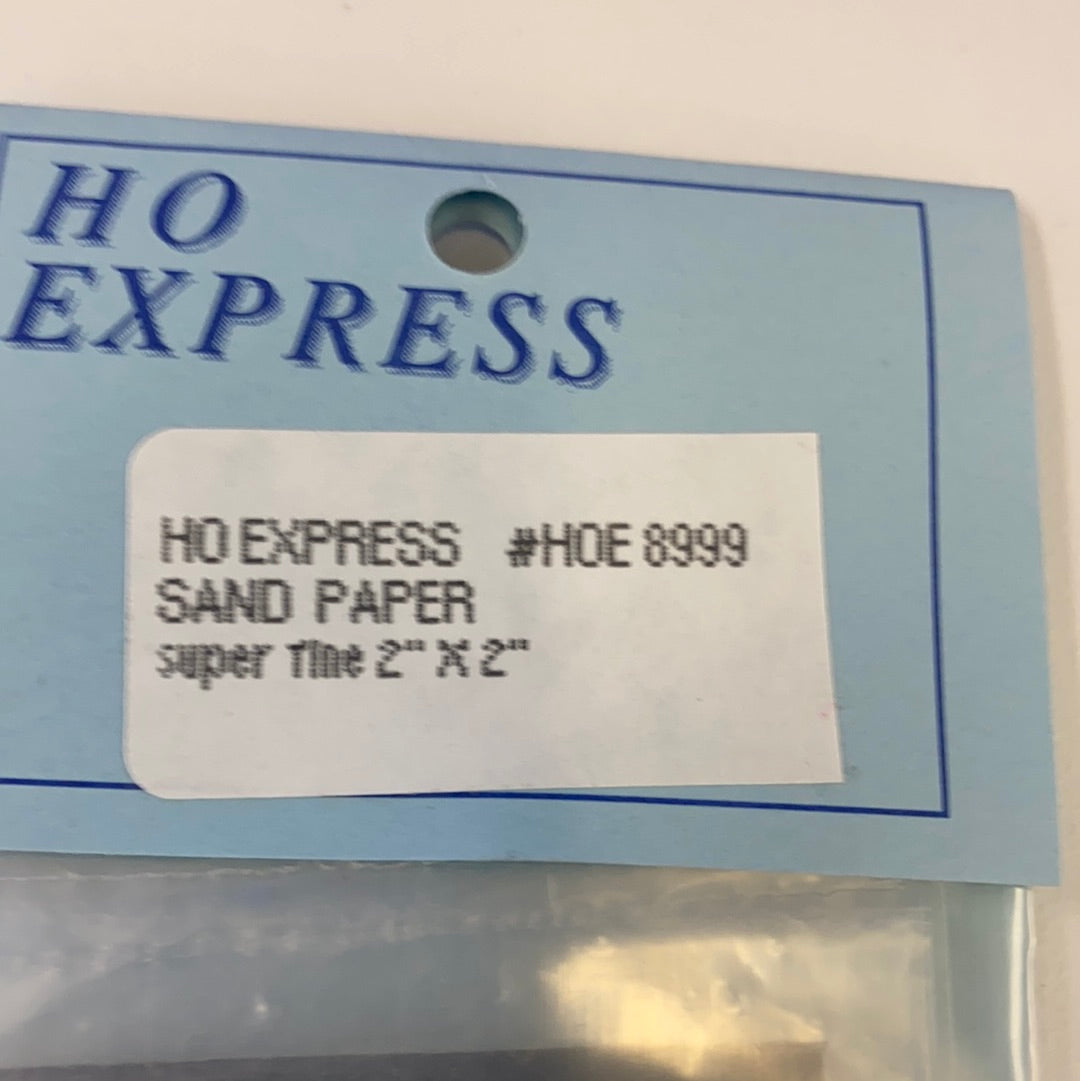 HO
EXPRESS
HO EXPRESS #HOE 8999
SAND PAPER
super fine 2" X 2"